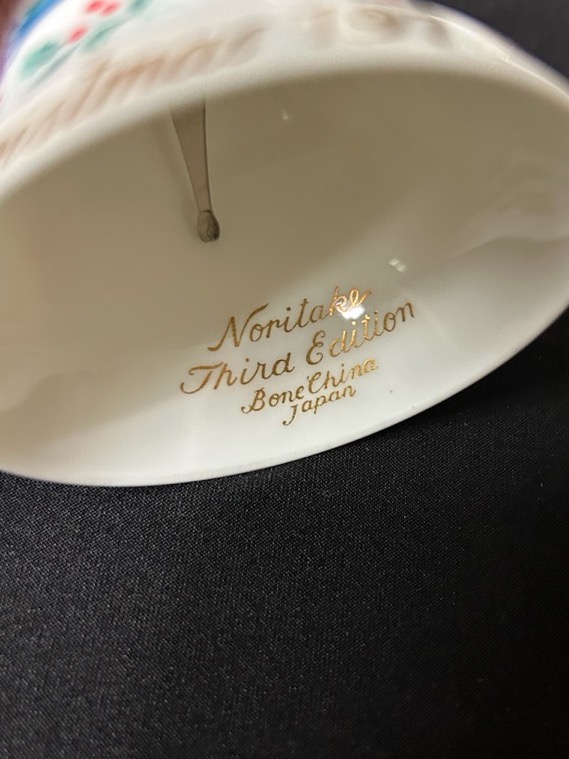 Noritake
Third Edition
Bone China
Japan